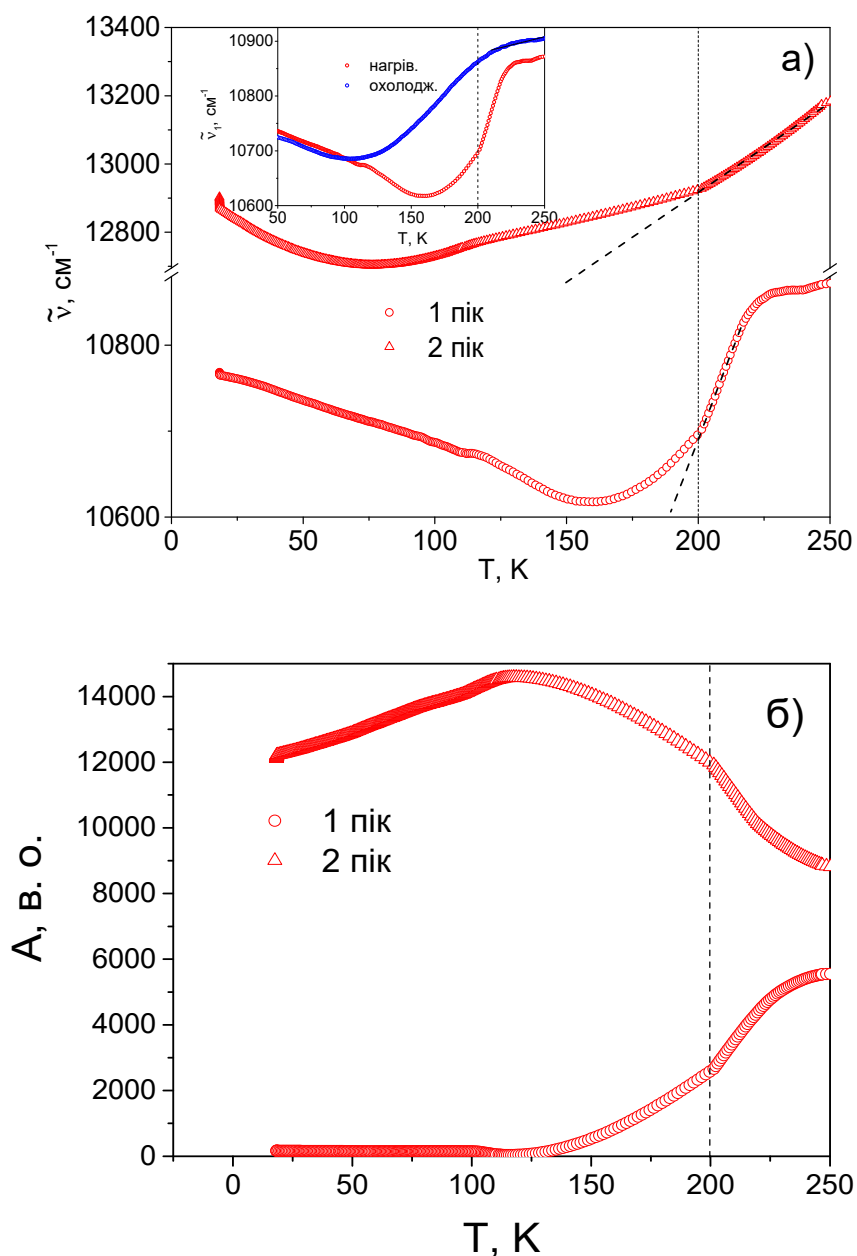 13400
13200
13000
12800
10800
10600
ν̃, см⁻¹
0
50
100
150
200
250
T, K
а)
1 пік
2 пік
10900
10800
10700
10600
ν̃₁, см⁻¹
50
100
150
200
250
T, K
нагрів.
охолодж.
14000
12000
10000
8000
6000
4000
2000
0
А, в. о.
0
50
100
150
200
250
T, K
б)
1 пік
2 пік